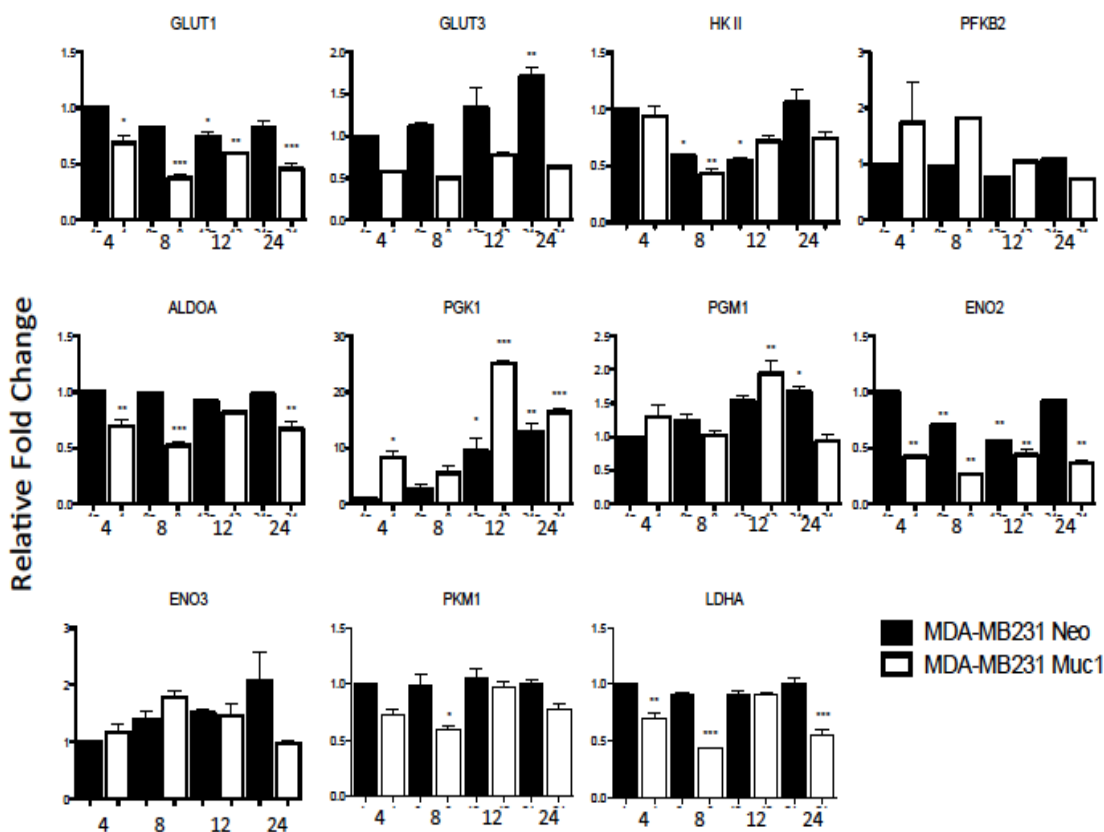 GLUT1 GLUT3 HK II PFKB2
1.5 2.0 1.5 3
1.5
1.0 1.0 2
1.0
0.5 0.5 1
0.5
0.0 0.0 0.0 0
* *** * ** ***
**
* ** *
4 8 12 24 4 8 12 24 4 8 12 24 4 8 12 24
Relative Fold Change
ALDOA PGK1 PGM1 ENO2
1.5 30 2.5 1.5
2.0
1.0 20 1.5 1.0
1.0
0.5 10 0.5 0.5
0.0 0 0.0 0.0
** *** **
* * *** ** ***
** *
** ** ** ** ** **
4 8 12 24 4 8 12 24 4 8 12 24 4 8 12 24
ENO3 PKM1 LDHA
3 1.5 1.5
2 1.0 1.0
1 0.5 0.5
0 0.0 0.0
*
** *** ***
4 8 12 24 4 8 12 24 4 8 12 24
MDA-MB231 Neo
MDA-MB231 Muc1